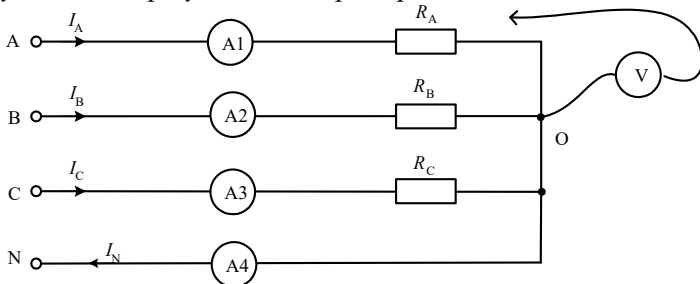 I_A R_A
A A1
V
I_B R_B
B A2
O
I_C R_C
C A3
I_N
N A4